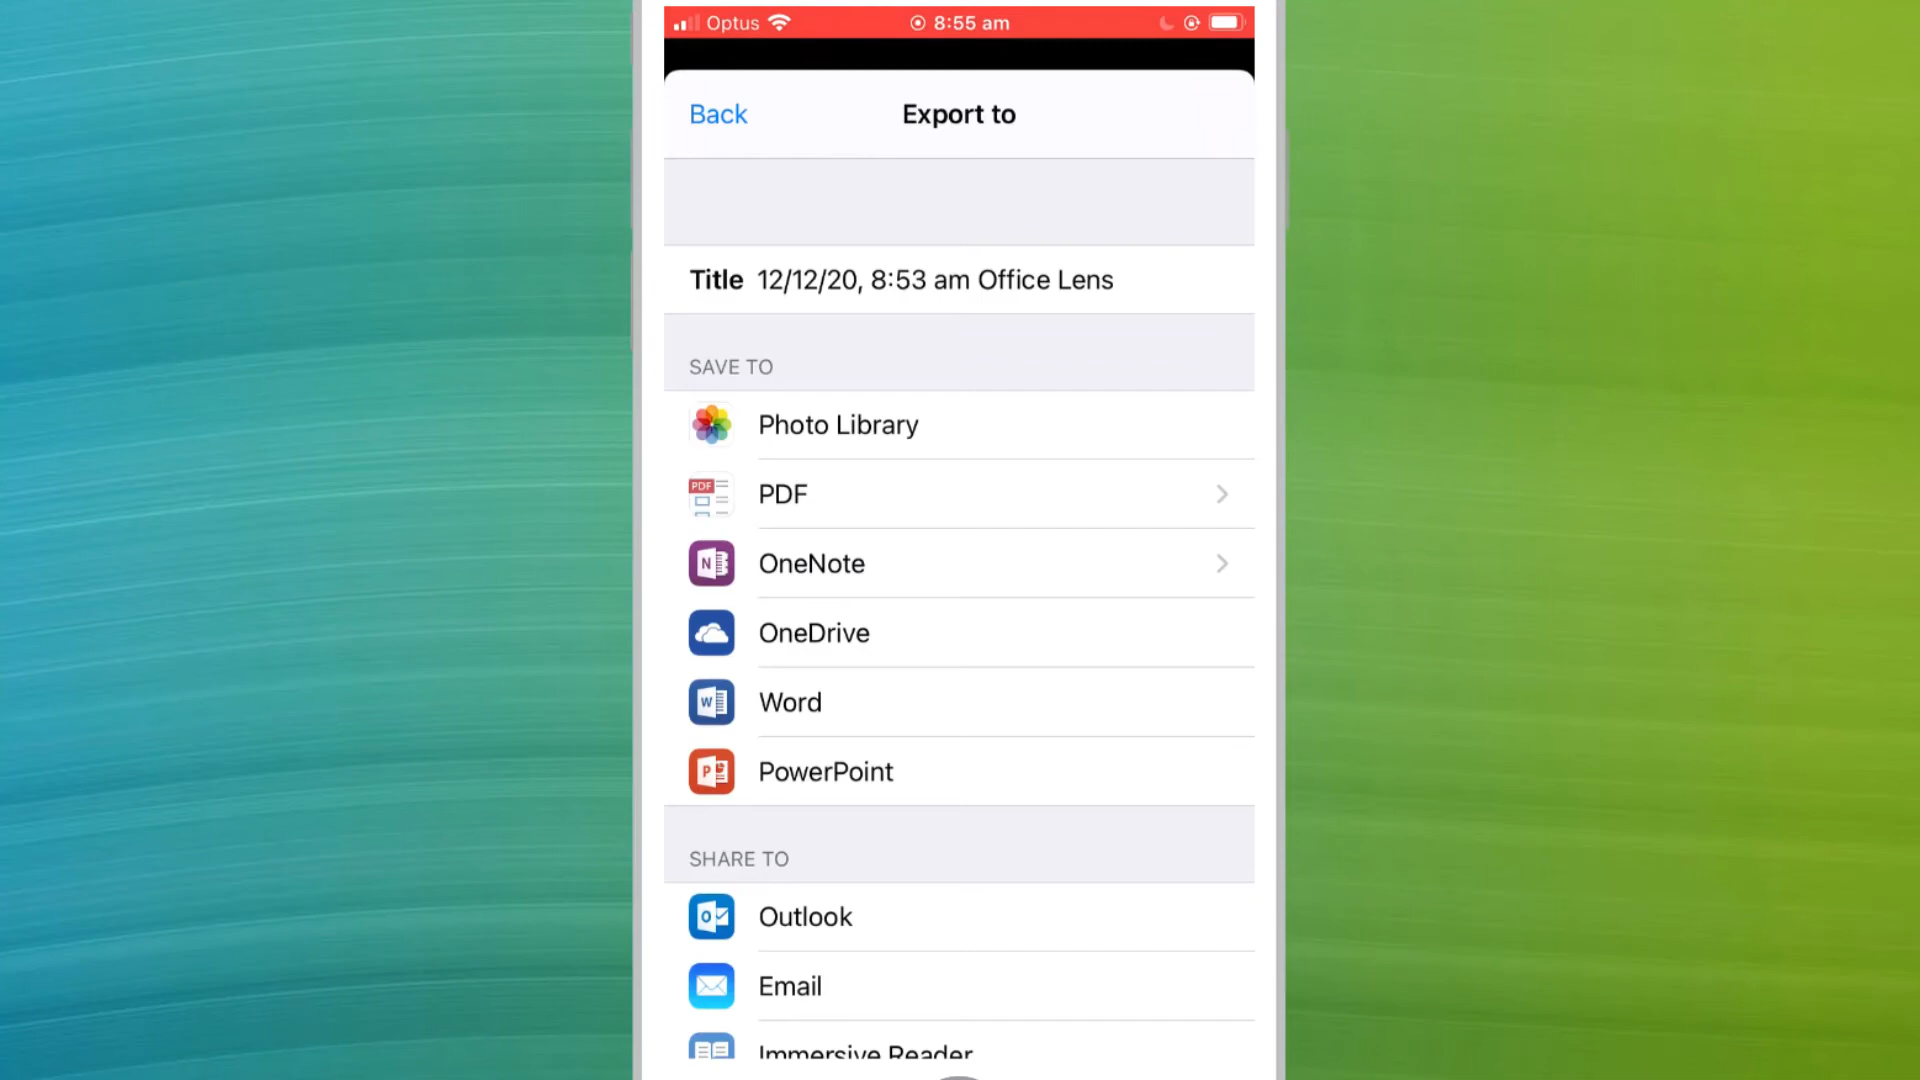 Optus 8:55 am
Back Export to
Title 12/12/20, 8:53 am Office Lens
SAVE TO
Photo Library
PDF PDF
N OneNote
OneDrive
W Word
P PowerPoint
SHARE TO
O Outlook
Email
Immersive Reader